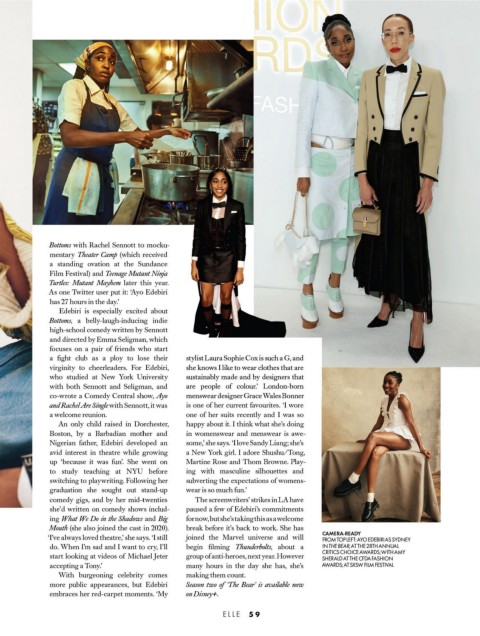 HION
RDS
FASH
Bottoms with Rachel Sennott to mocku-
mentary Theater Camp (which received
a standing ovation at the Sundance
Film Festival) and Teenage Mutant Ninja
Turtles: Mutant Mayhem later this year.
As one Twitter user put it: ‘Ayo Edebiri
has 27 hours in the day.’
Edebiri is especially excited about
Bottoms, a belly-laugh-inducing indie
high-school comedy written by Sennott
and directed by Emma Seligman, which
focuses on a pair of friends who start
a fight club as a ploy to lose their
virginity to cheerleaders. For Edebiri,
who studied at New York University
with both Sennott and Seligman, and
co-wrote a Comedy Central show, Ayo
and Rachel Are Single with Sennott, it was
a welcome reunion.
An only child raised in Dorchester,
Boston, by a Barbadian mother and
Nigerian father, Edebiri developed an
avid interest in theatre while growing
up ‘because it was fun’. She went on
to study teaching at NYU before
switching to playwriting. Following her
graduation she sought out stand-up
comedy gigs, and by her mid-twenties
she’d written on comedy shows includ-
ing What We Do in the Shadows and Big
Mouth (she also joined the cast in 2020).
‘I’ve always loved theatre,’ she says. ‘I still
do. When I’m sad and I want to cry, I’ll
start looking at videos of Michael Jeter
accepting a Tony.’
With burgeoning celebrity comes
more public appearances, but Edebiri
embraces her red-carpet moments. ‘My
stylist Laura Sophie Cox is such a G, and
she knows I like to wear clothes that are
sustainably made and by designers that
are people of colour.’ London-born
menswear designer Grace Wales Bonner
is one of her current favourites. ‘I wore
one of her suits recently and I was so
happy about it. I think what she’s doing
in womenswear and menswear is awe-
some,’ she says. ‘I love Sandy Liang; she’s
a New York girl. I adore Shushu/Tong,
Martine Rose and Thom Browne. Play-
ing with masculine silhouettes and
subverting the expectations of womens-
wear is so much fun.’
The screenwriters’ strikes in LA have
paused a few of Edebiri’s commitments
for now, but she’s taking this as a welcome
break before it’s back to work. She has
joined the Marvel universe and will
begin filming Thunderbolts, about a
group of anti-heroes, next year. However
many hours in the day she has, she’s
making them count.
Season two of ‘The Bear’ is available now
on Disney+.
CAMERA-READY
FROM TOP LEFT: AYO EDEBIRI AS SYDNEY
IN THE BEAR; AT THE 28TH ANNUAL
CRITICS CHOICE AWARDS; WITH AMY
SHERALD AT THE CFDA FASHION
AWARDS; AT SXSW FILM FESTIVAL
ELLE 59